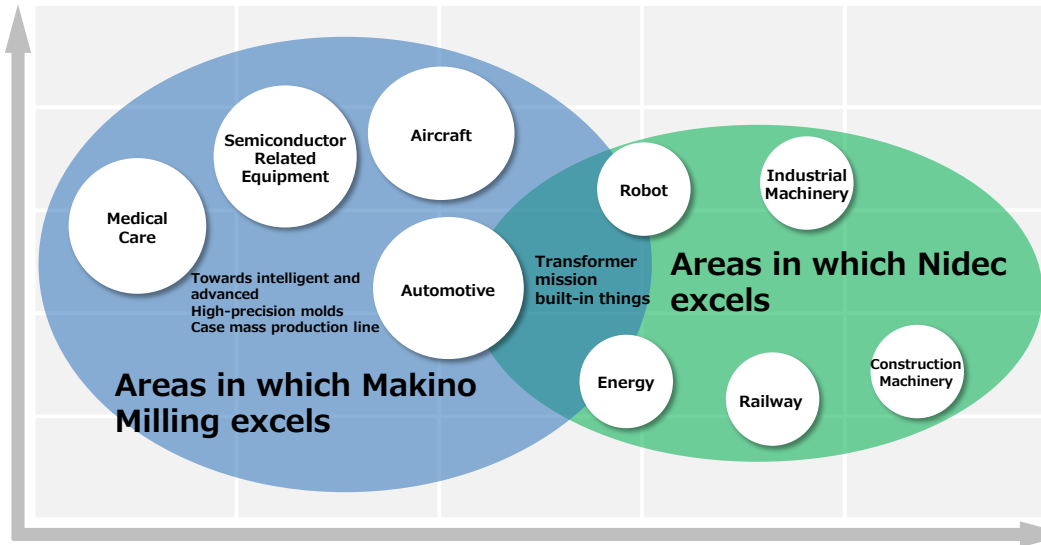 Aircraft
Semiconductor
Related
Equipment
Medical
Care
Robot
Industrial
Machinery
Towards intelligent and
advanced
High-precision molds
Case mass production line
Automotive
Transformer
mission
built-in things
Areas in which Nidec
excels
Areas in which Makino
Milling excels
Energy
Railway
Construction
Machinery